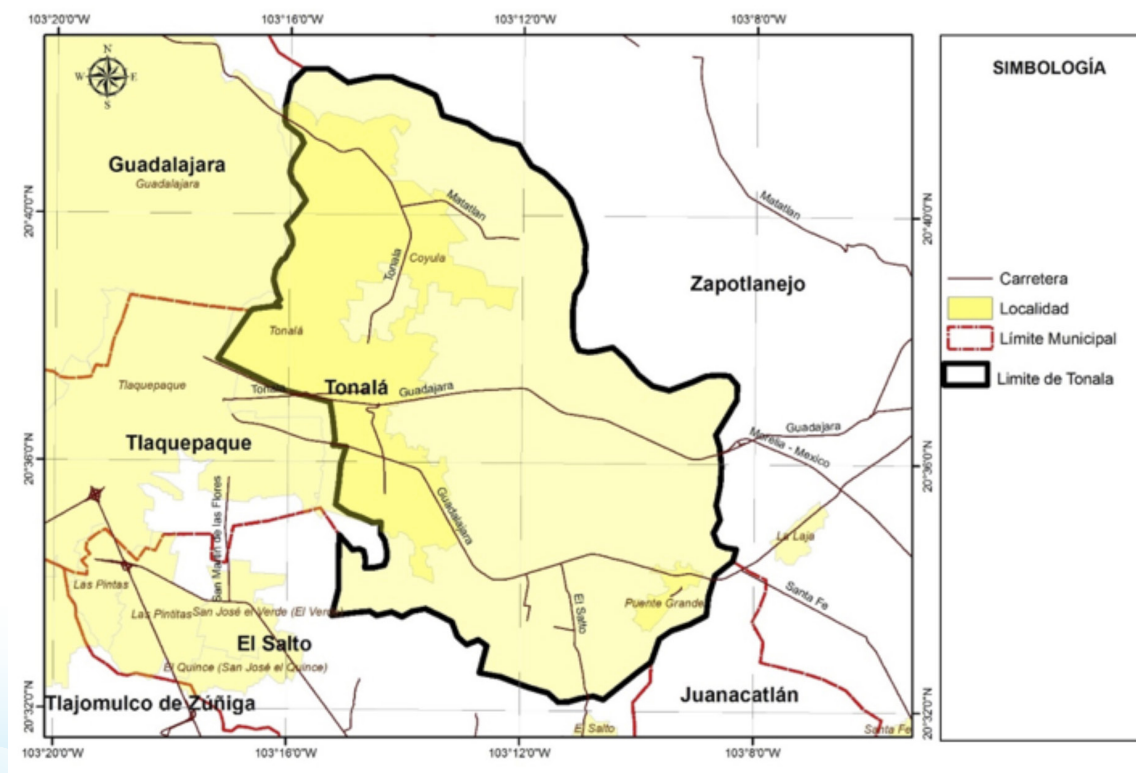 103°20'0"W 103°16'0"W 103°12'0"W 103°8'0"W
N
W E
S
SIMBOLOGÍA
Guadalajara
Guadalajara
20°40'0"N
20°40'0"N
Matatlan
Matatlan
Tonala
Coyula
Zapotlanejo
Carretera
Localidad
Límite Municipal
Limite de Tonala
Tonalá
Tlaquepaque
Tonala
Tonalá
Guadajara
Guadalajara
Morelia - Mexico
Tlaquepaque
20°36'0"N
20°36'0"N
San Martin de las Flores
Guadalajara
La Laja
Las Pintas
Las Pintitas
San José el Verde (El Verde)
El Salto
Puente Grande
Santa Fe
El Salto
El Quince (San José el Quince)
Tlajomulco de Zúñiga
Juanacatlán
20°32'0"N
20°32'0"N
El Salto
Santa Fe
103°20'0"W 103°16'0"W 103°12'0"W 103°8'0"W